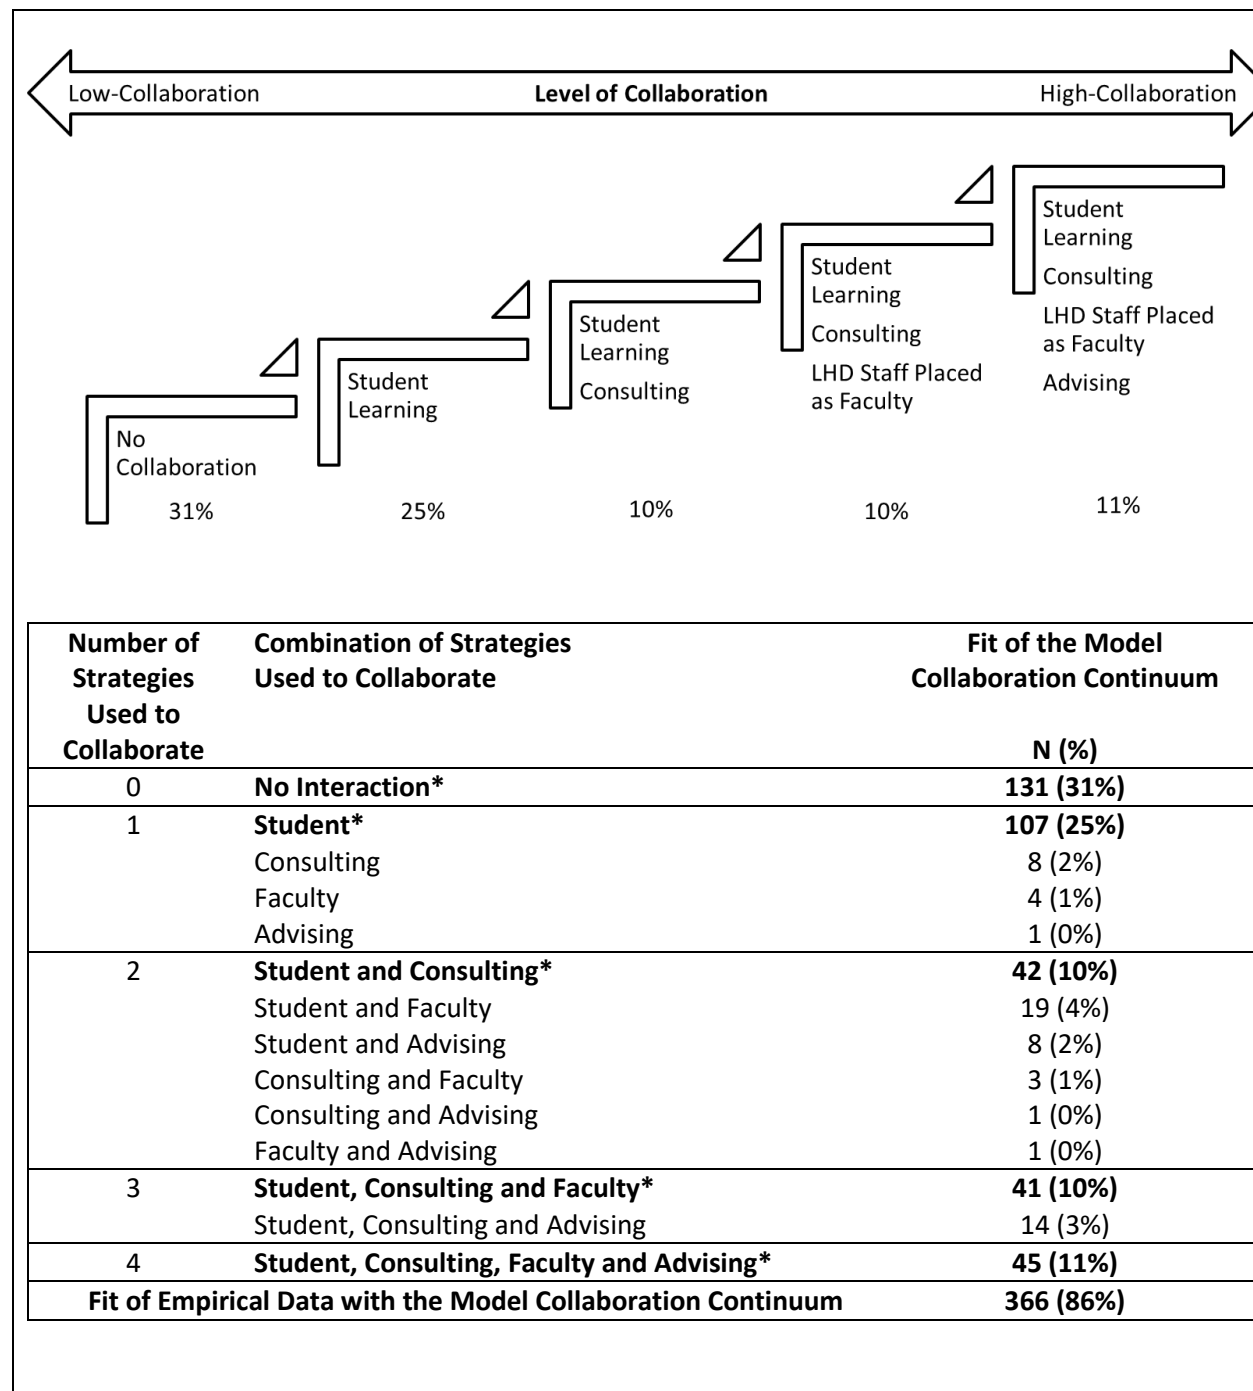 Low-Collaboration Level of Collaboration High-Collaboration
No
Collaboration
31%
Student
Learning
25%
Student
Learning
Consulting
10%
Student
Learning
Consulting
LHD Staff Placed
as Faculty
10%
Student
Learning
Consulting
LHD Staff Placed
as Faculty
Advising
11%
Number of
Strategies
Used to
Collaborate
Combination of Strategies
Used to Collaborate
Fit of the Model
Collaboration Continuum
N (%)
0 No Interaction* 131 (31%)
1 Student* 107 (25%)
Consulting 8 (2%)
Faculty 4 (1%)
Advising 1 (0%)
2 Student and Consulting* 42 (10%)
Student and Faculty 19 (4%)
Student and Advising 8 (2%)
Consulting and Faculty 3 (1%)
Consulting and Advising 1 (0%)
Faculty and Advising 1 (0%)
3 Student, Consulting and Faculty* 41 (10%)
Student, Consulting and Advising 14 (3%)
4 Student, Consulting, Faculty and Advising* 45 (11%)
Fit of Empirical Data with the Model Collaboration Continuum 366 (86%)